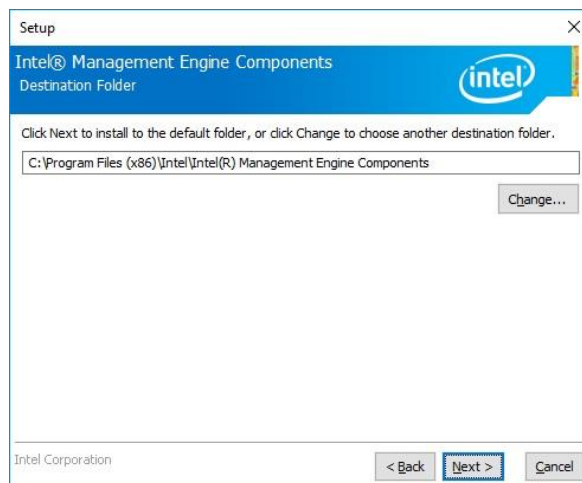 Setup
Intel® Management Engine Components
Destination Folder
intel
Click Next to install to the default folder, or click Change to choose another destination folder.
C:\Program Files (x86)\Intel\Intel(R) Management Engine Components
Change...
Intel Corporation
< Back
Next >
Cancel